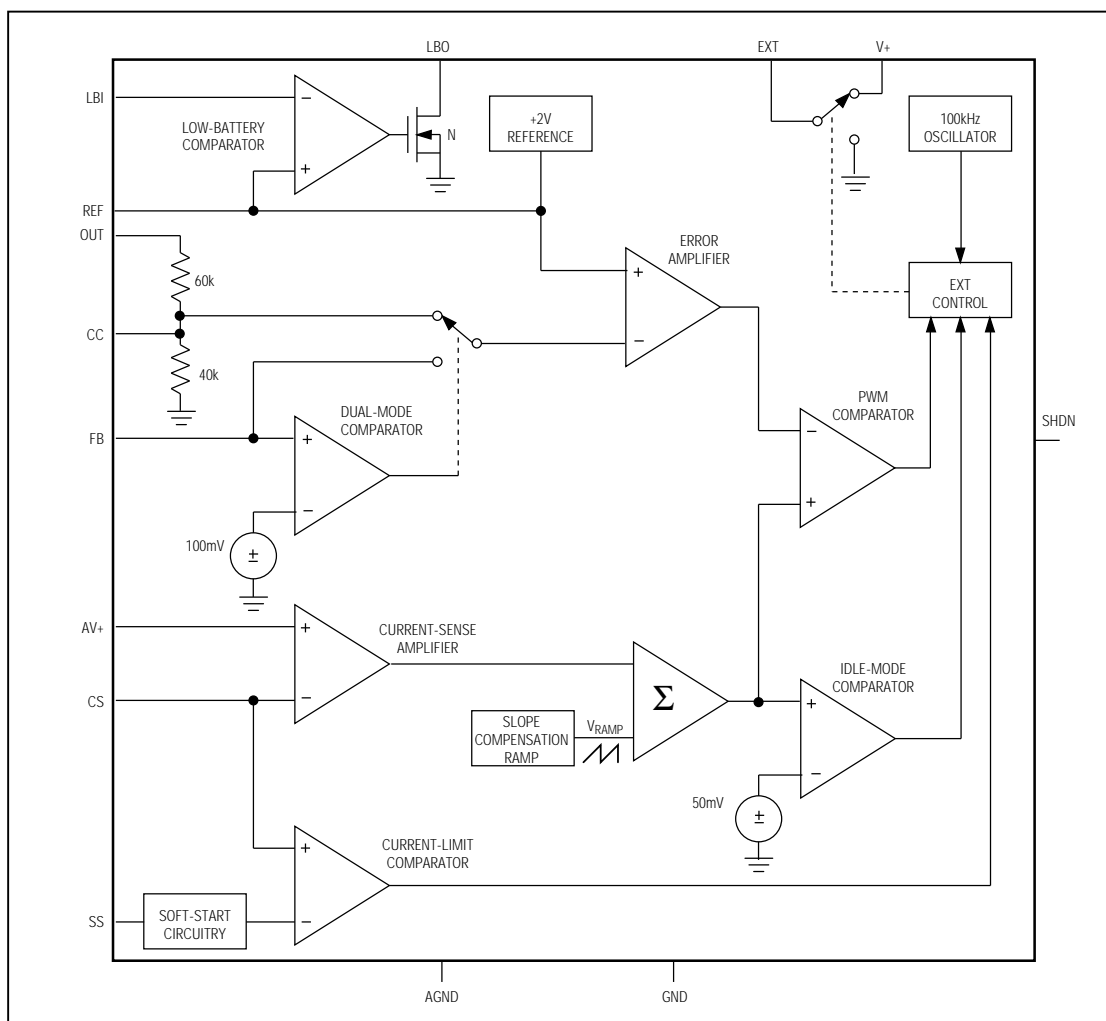 LBO
EXT
V+
LBI
LOW-BATTERY
COMPARATOR
+
−
N
+2V
REFERENCE
100kHz
OSCILLATOR
REF
OUT
60k
ERROR
AMPLIFIER
+
−
EXT
CONTROL
CC
40k
DUAL-MODE
COMPARATOR
PWM
COMPARATOR
SHDN
FB
+
−
−
+
100mV
±
AV+
+
−
CURRENT-SENSE
AMPLIFIER
IDLE-MODE
COMPARATOR
CS
Σ
+
−
SLOPE
COMPENSATION
RAMP
VRAMP
50mV
±
+
−
CURRENT-LIMIT
COMPARATOR
SS
SOFT-START
CIRCUITRY
AGND
GND